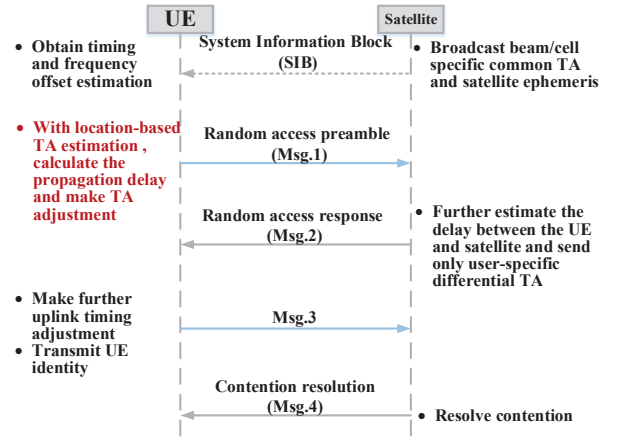 UE
Satellite
System Information Block
(SIB)
• Obtain timing
and frequency
offset estimation
• Broadcast beam/cell
specific common TA
and satellite ephemeris
• With location-based
TA estimation ,
calculate the
propagation delay
and make TA
adjustment
Random access preamble
(Msg.1)
Random access response
(Msg.2)
• Further estimate the
delay between the UE
and satellite and send
only user-specific
differential TA
• Make further
uplink timing
adjustment
• Transmit UE
identity
Msg.3
Contention resolution
(Msg.4)
• Resolve contention